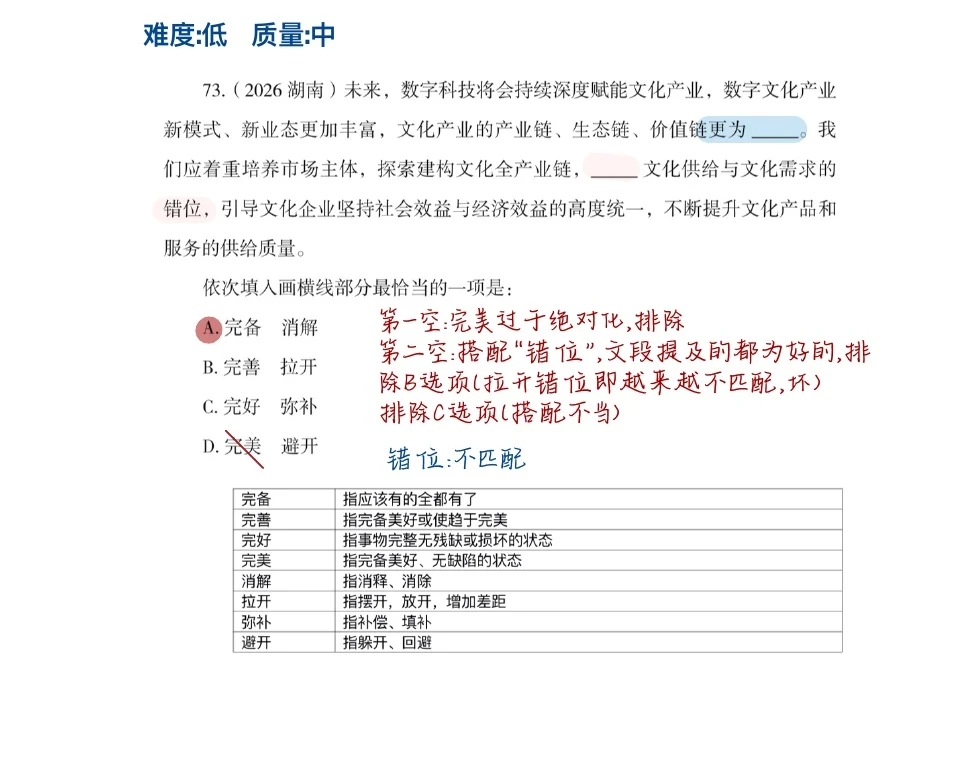 难度:低 质量:中
73.（2026 湖南）未来，数字科技将会持续深度赋能文化产业，数字文化产业
新模式、新业态更加丰富，文化产业的产业链、生态链、价值链更为 _____。我
们应着重培养市场主体，探索建构文化全产业链，_____ 文化供给与文化需求的
错位，引导文化企业坚持社会效益与经济效益的高度统一，不断提升文化产品和
服务的供给质量。
依次填入画横线部分最恰当的一项是：
A. 完备 消解
B. 完善 拉开
C. 完好 弥补
D. 完美 避开
第一空:完美过于绝对化,排除
第二空:搭配“错位”,文段提及的都为好的,排
除B选项(拉开错位即越来越不匹配,坏)
排除C选项(搭配不当)
错位:不匹配
完备 指应该有的全都有了
完善 指完备美好或使趋于完美
完好 指事物完整无残缺或损坏的状态
完美 指完备美好、无缺陷的状态
消解 指消释、消除
拉开 指摆开，放开，增加差距
弥补 指补偿、填补
避开 指躲开、回避